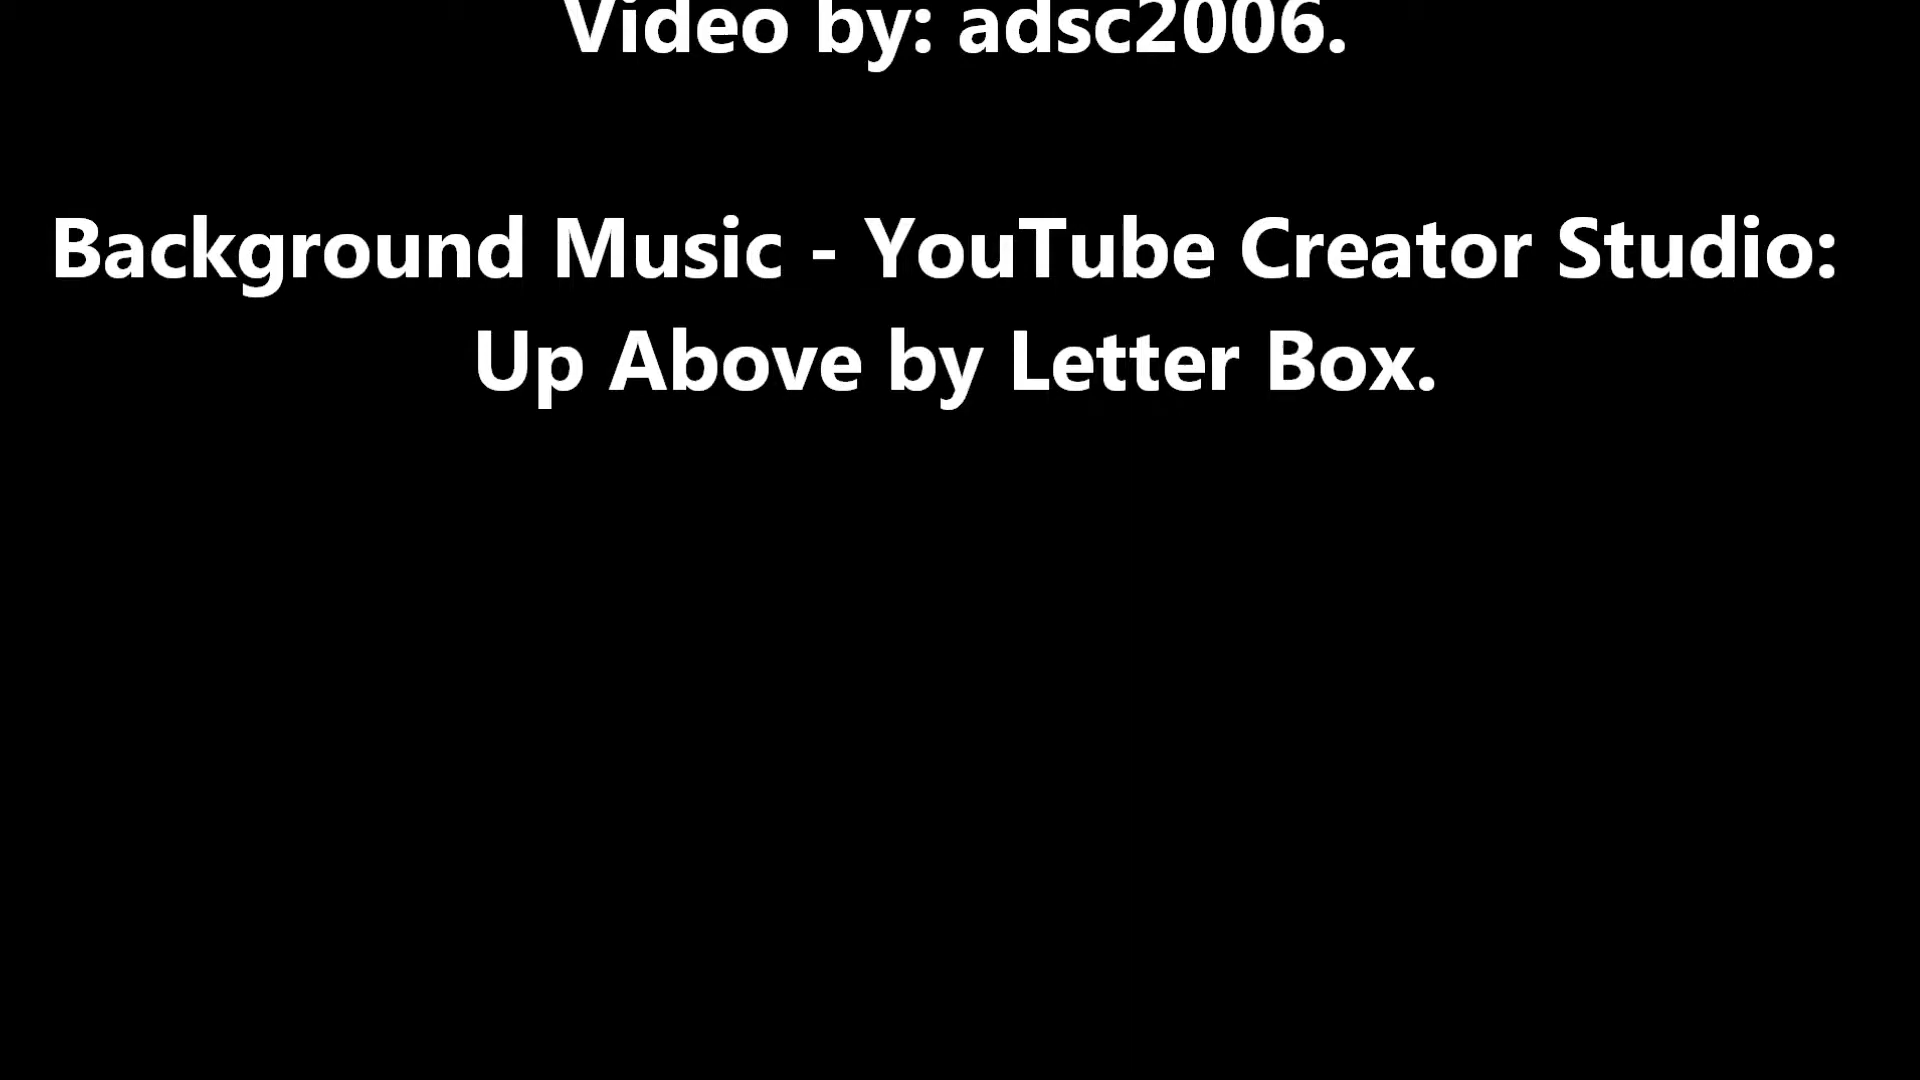 Video by: adsc2006.
Background Music - YouTube Creator Studio:
Up Above by Letter Box.